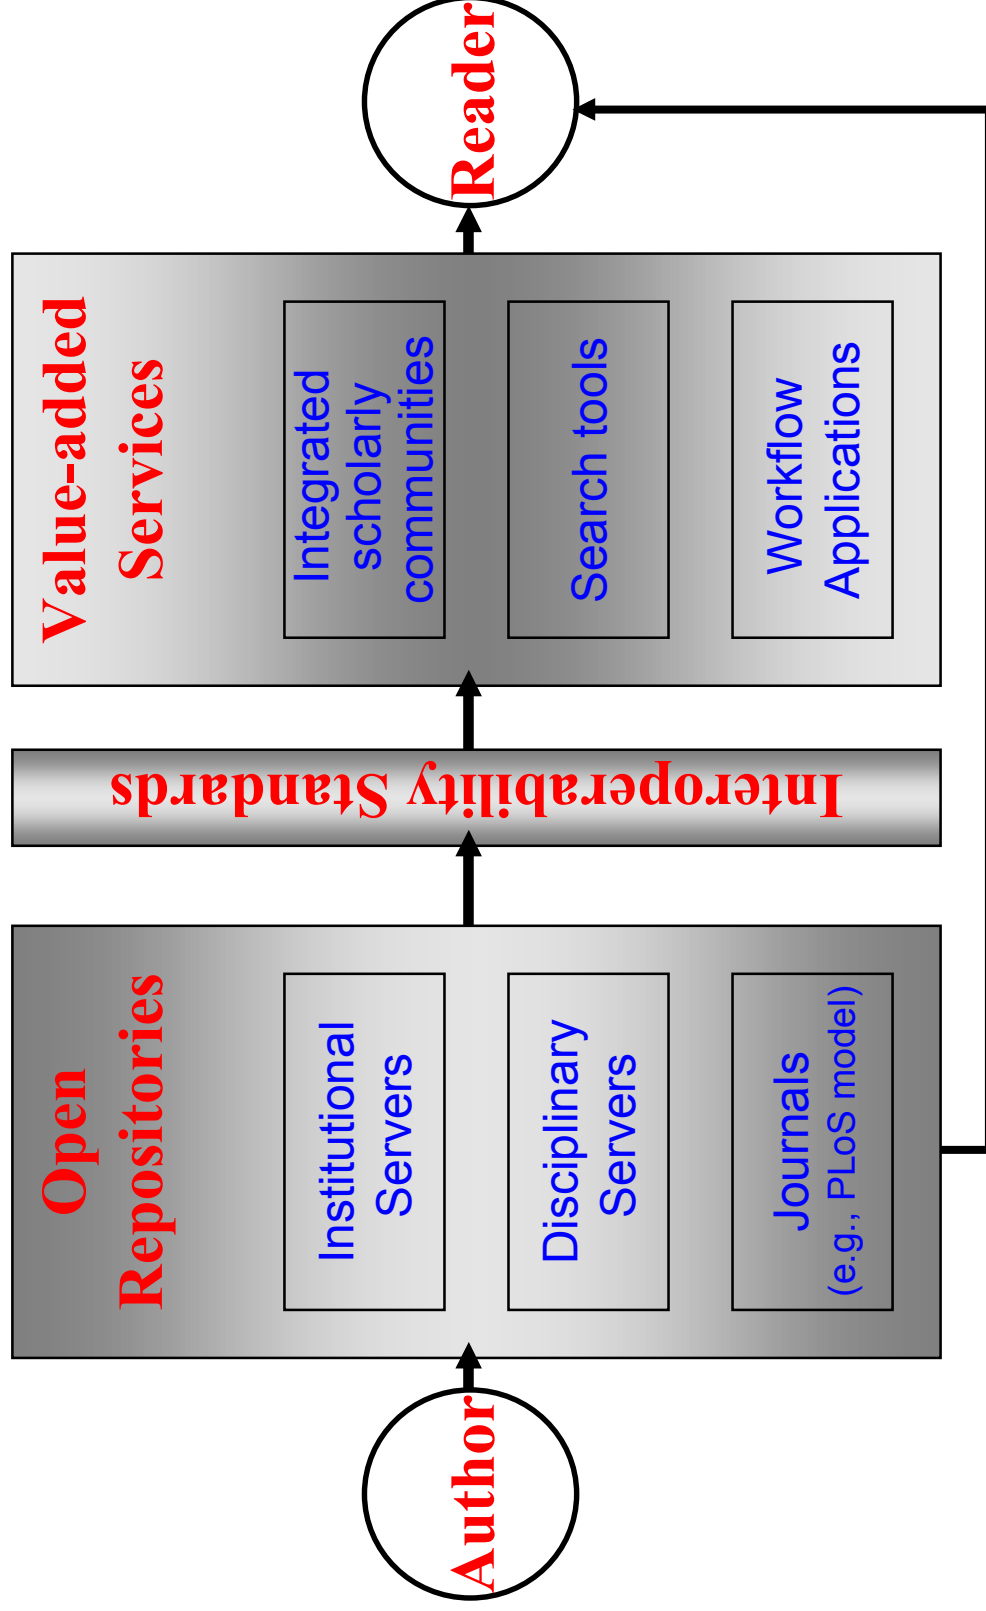 Author
Open
Repositories
Institutional
Servers
Disciplinary
Servers
Journals
(e.g., PLoS model)
Interoperability Standards
Value-added
Services
Integrated
scholarly
communities
Search tools
Workflow
Applications
Reader